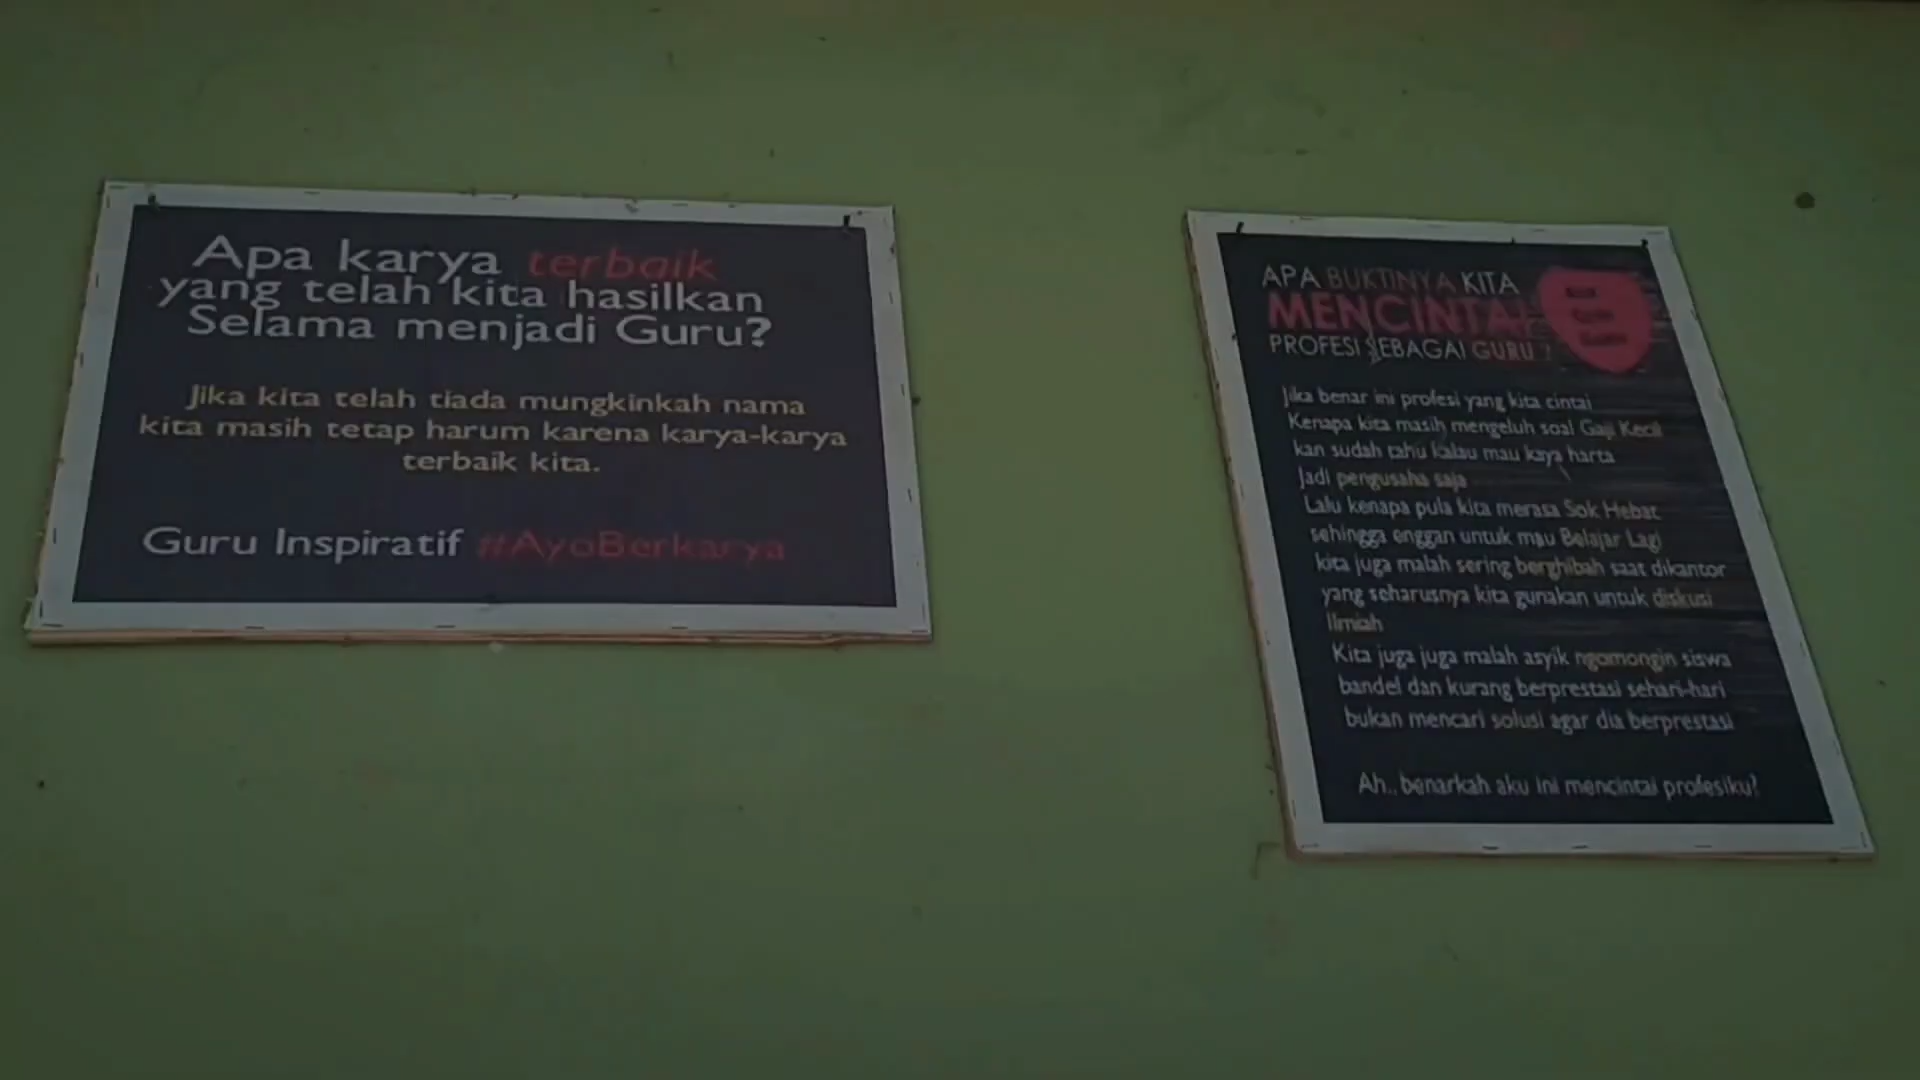 Apa karya terbaik
yang telah kita hasilkan
Selama menjadi Guru?
Jika kita telah tiada mungkinkah nama
kita masih tetap harum karena karya-karya
terbaik kita.
Guru Inspiratif #AyoBerkarya
APA BUKTINYA KITA
MENCINTAI
PROFESI SEBAGAI GURU ?
Jika benar ini profesi yang kita cintai
Kenapa kita masih mengeluh soal Gaji Kecil
kan sudah tahu kalau mau kaya harta
Jadi pengusaha saja
Lalu kenapa pula kita merasa Sok Hebat
sehingga enggan untuk mau Belajar Lagi
kita juga malah sering berghibah saat dikantor
yang seharusnya kita gunakan untuk diskusi
Ilmiah
Kita juga juga malah asyik ngomongin siswa
bandel dan kurang berprestasi sehari-hari
bukan mencari solusi agar dia berprestasi
Ah.. benarkah aku ini mencintai profesiku?